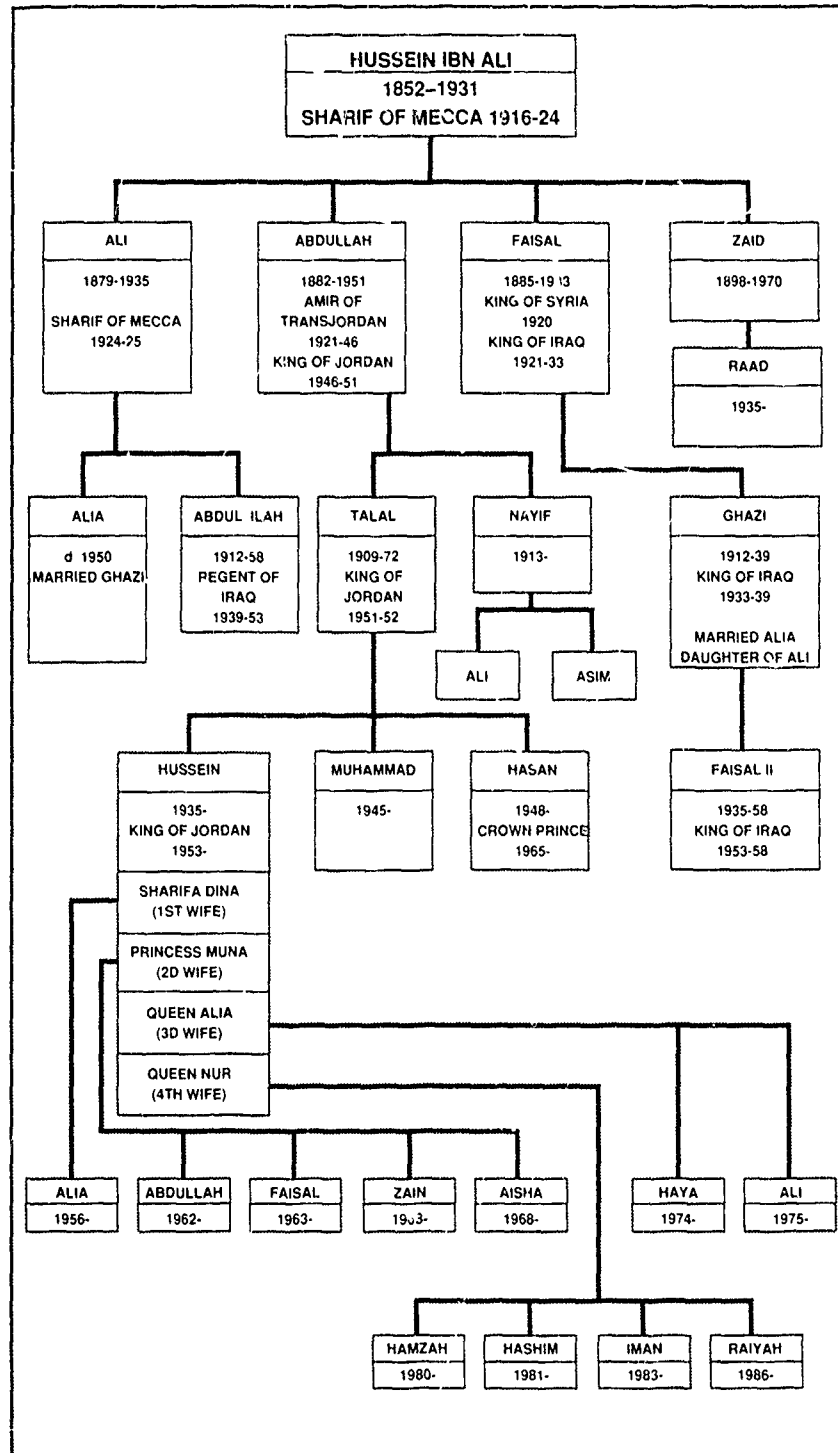 HUSSEIN IBN ALI
1852–1931
SHARIF OF MECCA 1916-24
ALI
1879-1935
SHARIF OF MECCA
1924-25
ABDULLAH
1882-1951
AMIR OF
TRANSJORDAN
1921-46
KING OF JORDAN
1946-51
FAISAL
KING OF SYRIA
1920
KING OF IRAQ
1921-33
ZAID
1898-1970
RAAD
1935-
ALIA
d 1950
MARRIED GHAZI
ABDUL ILAH
1912-58
REGENT OF
IRAQ
1939-53
TALAL
1909-72
KING OF
JORDAN
1951-52
NAYIF
1913-
ALI
ASIM
GHAZI
1912-39
KING OF IRAQ
1933-39
MARRIED ALIA
DAUGHTER OF ALI
HUSSEIN
1935-
KING OF JORDAN
1953-
SHARIFA DINA
(1ST WIFE)
PRINCESS MUNA
(2D WIFE)
QUEEN ALIA
(3D WIFE)
QUEEN NUR
(4TH WIFE)
MUHAMMAD
1945-
HASAN
1948-
CROWN PRINCE
1965-
FAISAL II
1935-58
KING OF IRAQ
1953-58
ALIA
1956-
ABDULLAH
1962-
FAISAL
1963-
ZAIN
AISHA
1968-
HAYA
1974-
ALI
1975-
HAMZAH
1980-
HASHIM
1981-
IMAN
1983-
RAIYAH
1986-